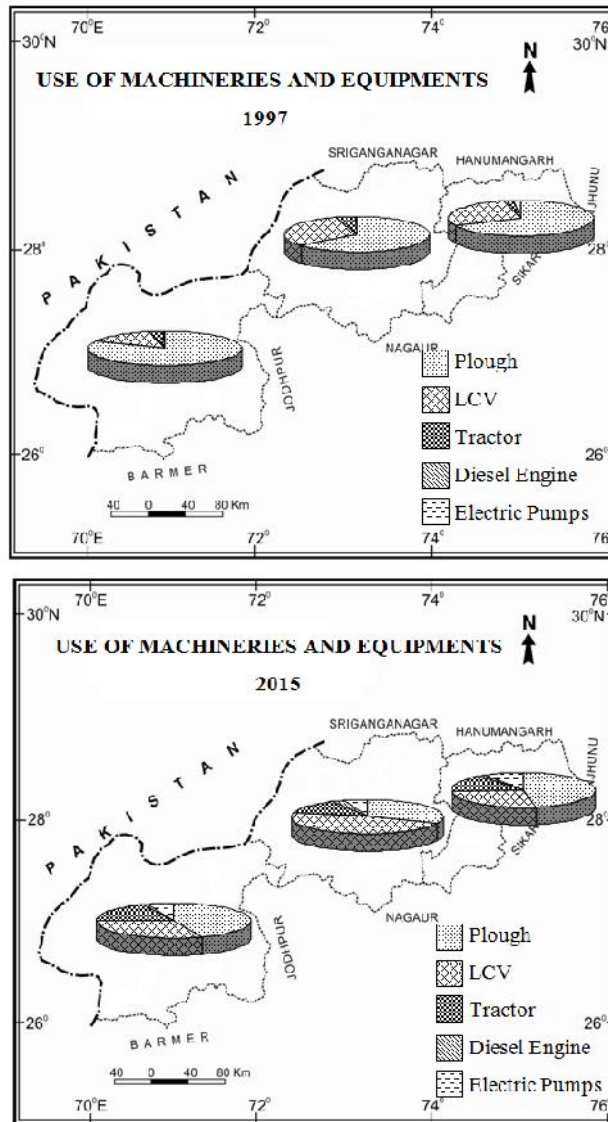 30°N
70°E
72°
74°
30°N
76°
N
USE OF MACHINERIES AND EQUIPMENTS
1997
SRIGANGANAGAR
HANUMANGARH
JHUNU
PAKISTAN
28°
28°
SIKAR
NAGAUR
JODHPUR
Plough
LCV
Tractor
26°
26°
BARMER
Diesel Engine
40 0 40 80 Km
Electric Pumps
70°E
72°
74°
76°
70°E
72°
74°
76°
30°N
30°N
N
USE OF MACHINERIES AND EQUIPMENTS
2015
SRIGANGANAGAR
HANUMANGARH
JHUNU
PAKISTAN
28°
28°
SIKAR
NAGAUR
JODHPUR
Plough
LCV
Tractor
26°
26°
BARMER
Diesel Engine
40 0 40 80 Km
Electric Pumps
70°E
72°
74°
76°